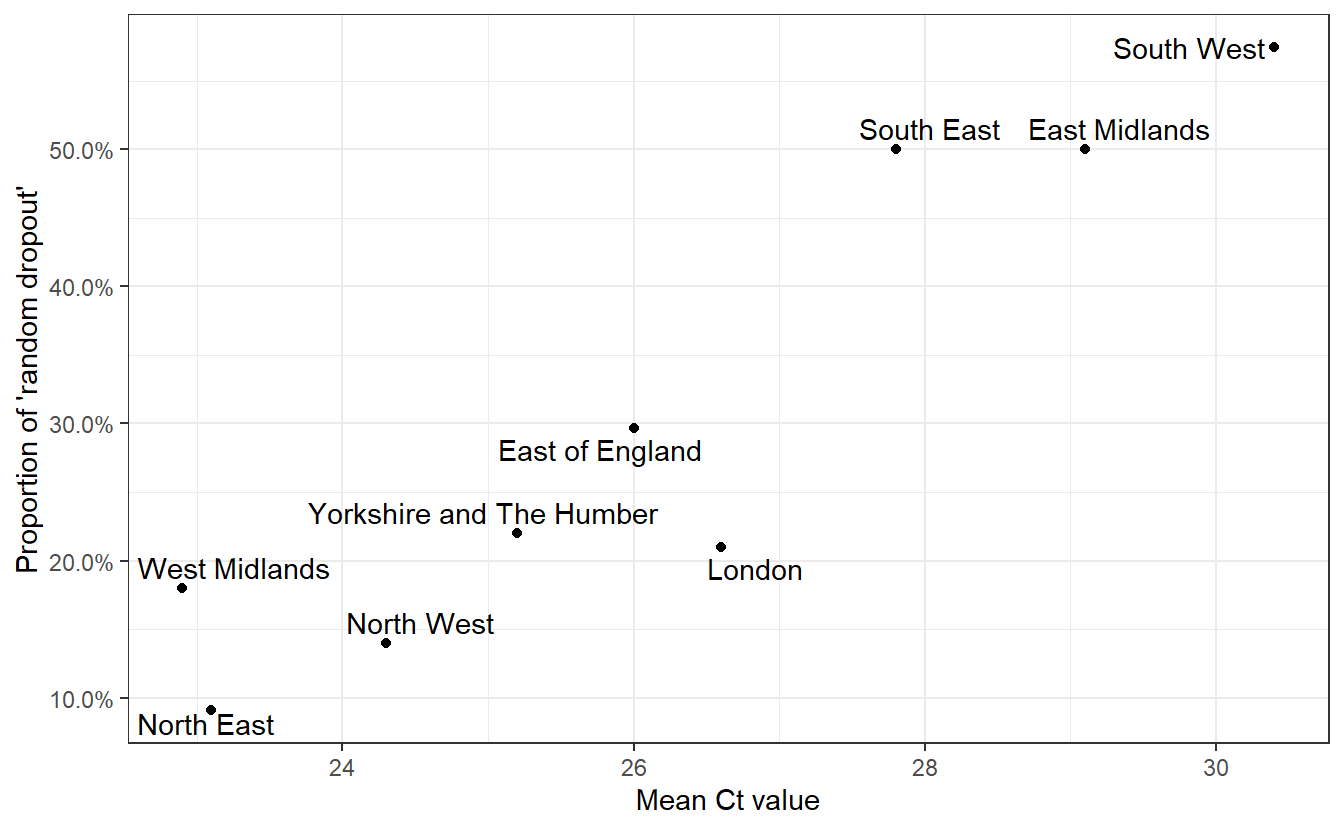 South West
South East
East Midlands
50.0%
40.0%
30.0%
East of England
Yorkshire and The Humber
West Midlands
20.0%
London
North West
10.0%
North East
24
26
28
30
Mean Ct value
Proportion of 'random dropout'